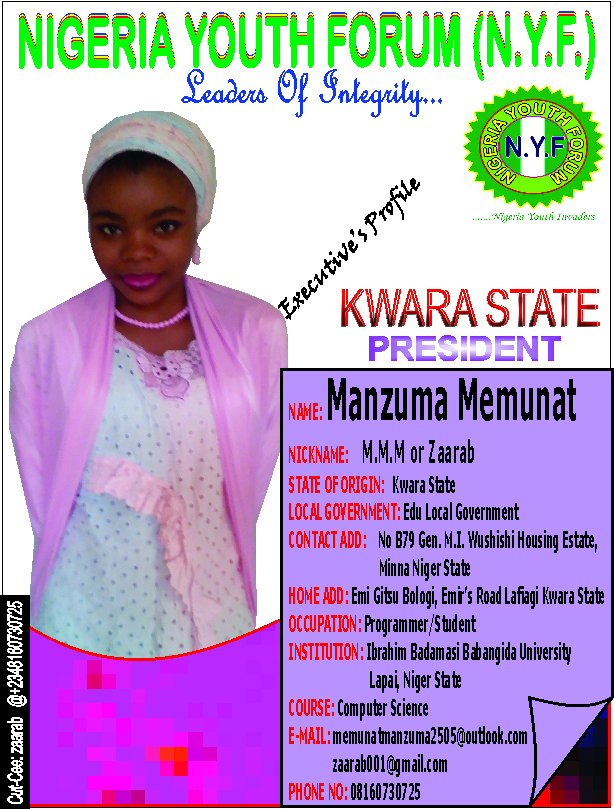 NIGERIA YOUTH FORUM (N.Y.F.)
Leaders Of Integrity...
NIGERIA YOUTH FORUM
N.Y.F
NIGERIA YOUTH FORUM
.......Nigeria Youth Invaders
Executive's Profile
KWARA STATE
PRESIDENT
NAME: Manzuma Memunat
NICKNAME: M.M.M or Zaarab
STATE OF ORIGIN: Kwara State
LOCAL GOVERNMENT: Edu Local Government
CONTACT ADD: No B79 Gen. M.I. Wushishi Housing Estate,
Minna Niger State
HOME ADD: Emi Gitsu Bologi, Emir's Road Lafiagi Kwara State
OCCUPATION: Programmer/Student
INSTITUTION: Ibrahim Badamasi Babangida University
Lapai, Niger State
COURSE: Computer Science
E-MAIL: memunatmanzuma2505@outlook.com
zaarab001@gmail.com
PHONE NO: 08160730725
Cut-Cee: zaarab @+2348160730725